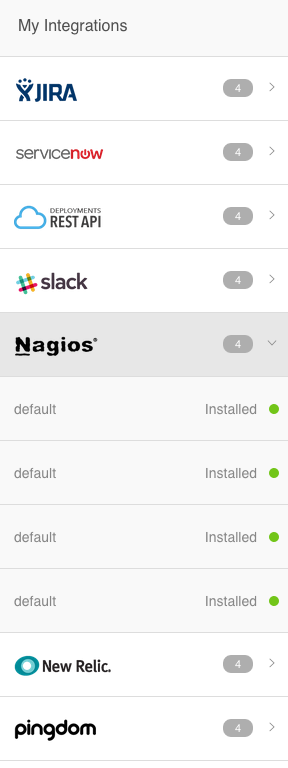 My Integrations
JIRA
4
servicenow
4
DEPLOYMENTS
REST API
4
slack
4
Nagios®
4
default Installed
default Installed
default Installed
default Installed
New Relic.
4
pingdom
4